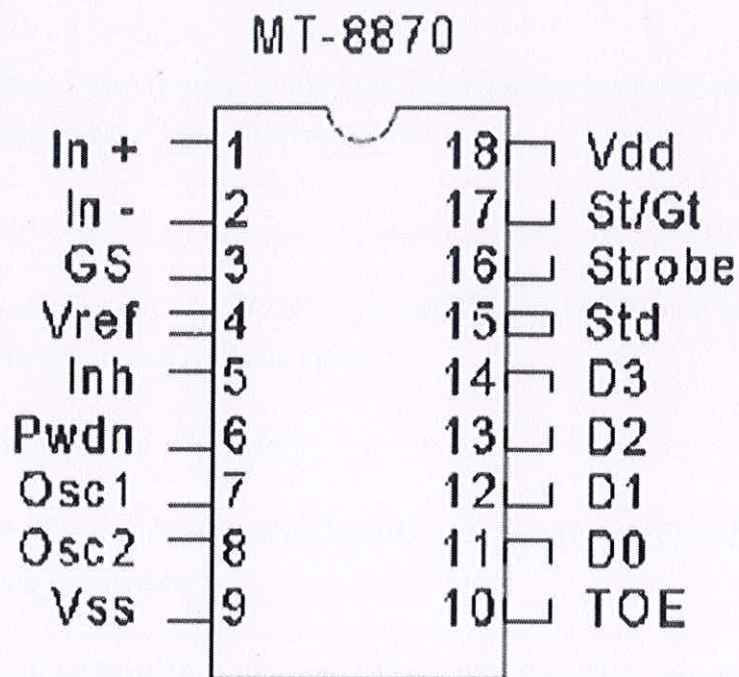 MT-8870
In + 1 18 Vdd
In - 2 17 St/Gt
GS 3 16 Strobe
Vref 4 15 Std
Inh 5 14 D3
Pwdn 6 13 D2
Osc1 7 12 D1
Osc2 8 11 D0
Vss 9 10 TOE